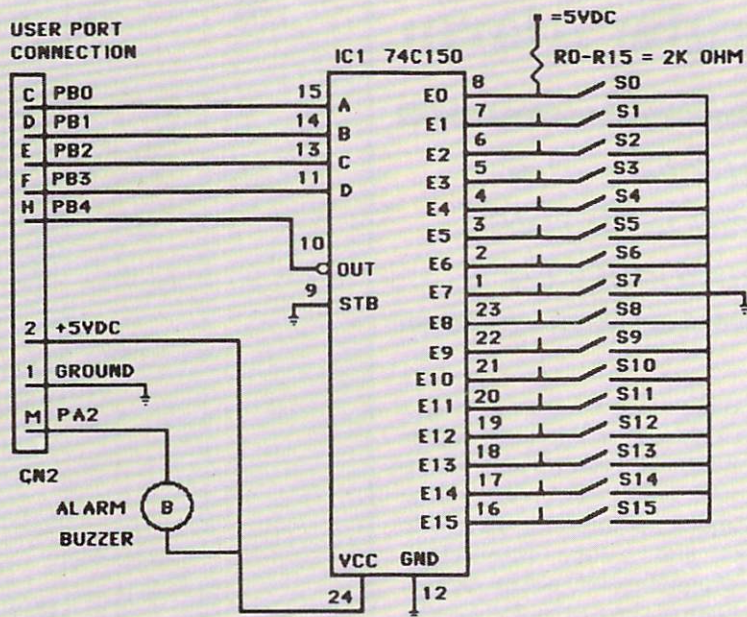 =5VDC
USER PORT
CONNECTION
IC1 74C150
R0-R15 = 2K OHM
C PB0 15 A E0 8 S0
D PB1 14 B E1 7 S1
E PB2 13 C E2 6 S2
F PB3 11 D E3 5 S3
H PB4 E4 4 S4
E5 3 S5
10 OUT E6 2 S6
9 STB E7 1 S7
E8 23 S8
2 +5VDC E9 22 S9
1 GROUND E10 21 S10
E11 20 S11
M PA2 E12 19 S12
CN2 E13 18 S13
ALARM B E14 17 S14
BUZZER E15 16 S15
VCC GND
24 12